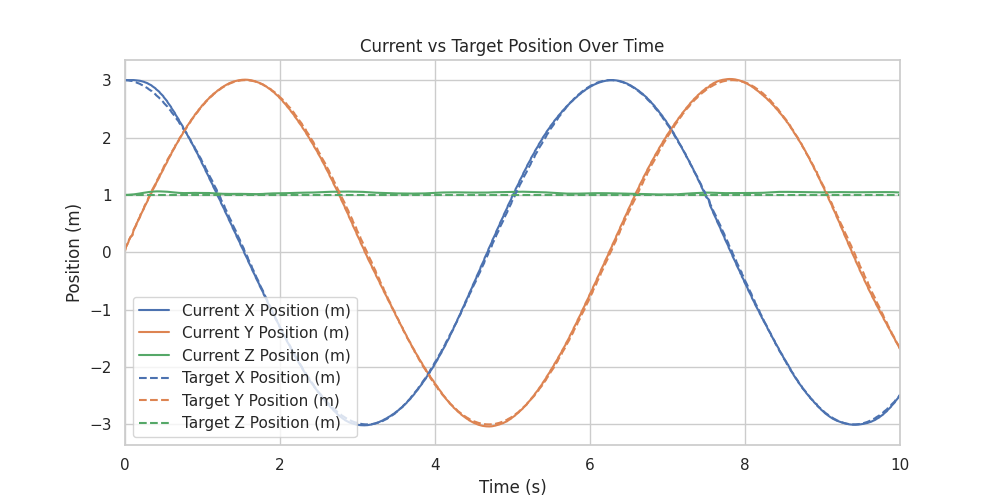 Current vs Target Position Over Time
Position (m)
3
2
1
0
−1
−2
−3
Current X Position (m)
Current Y Position (m)
Current Z Position (m)
Target X Position (m)
Target Y Position (m)
Target Z Position (m)
0 2 4 6 8 10
Time (s)